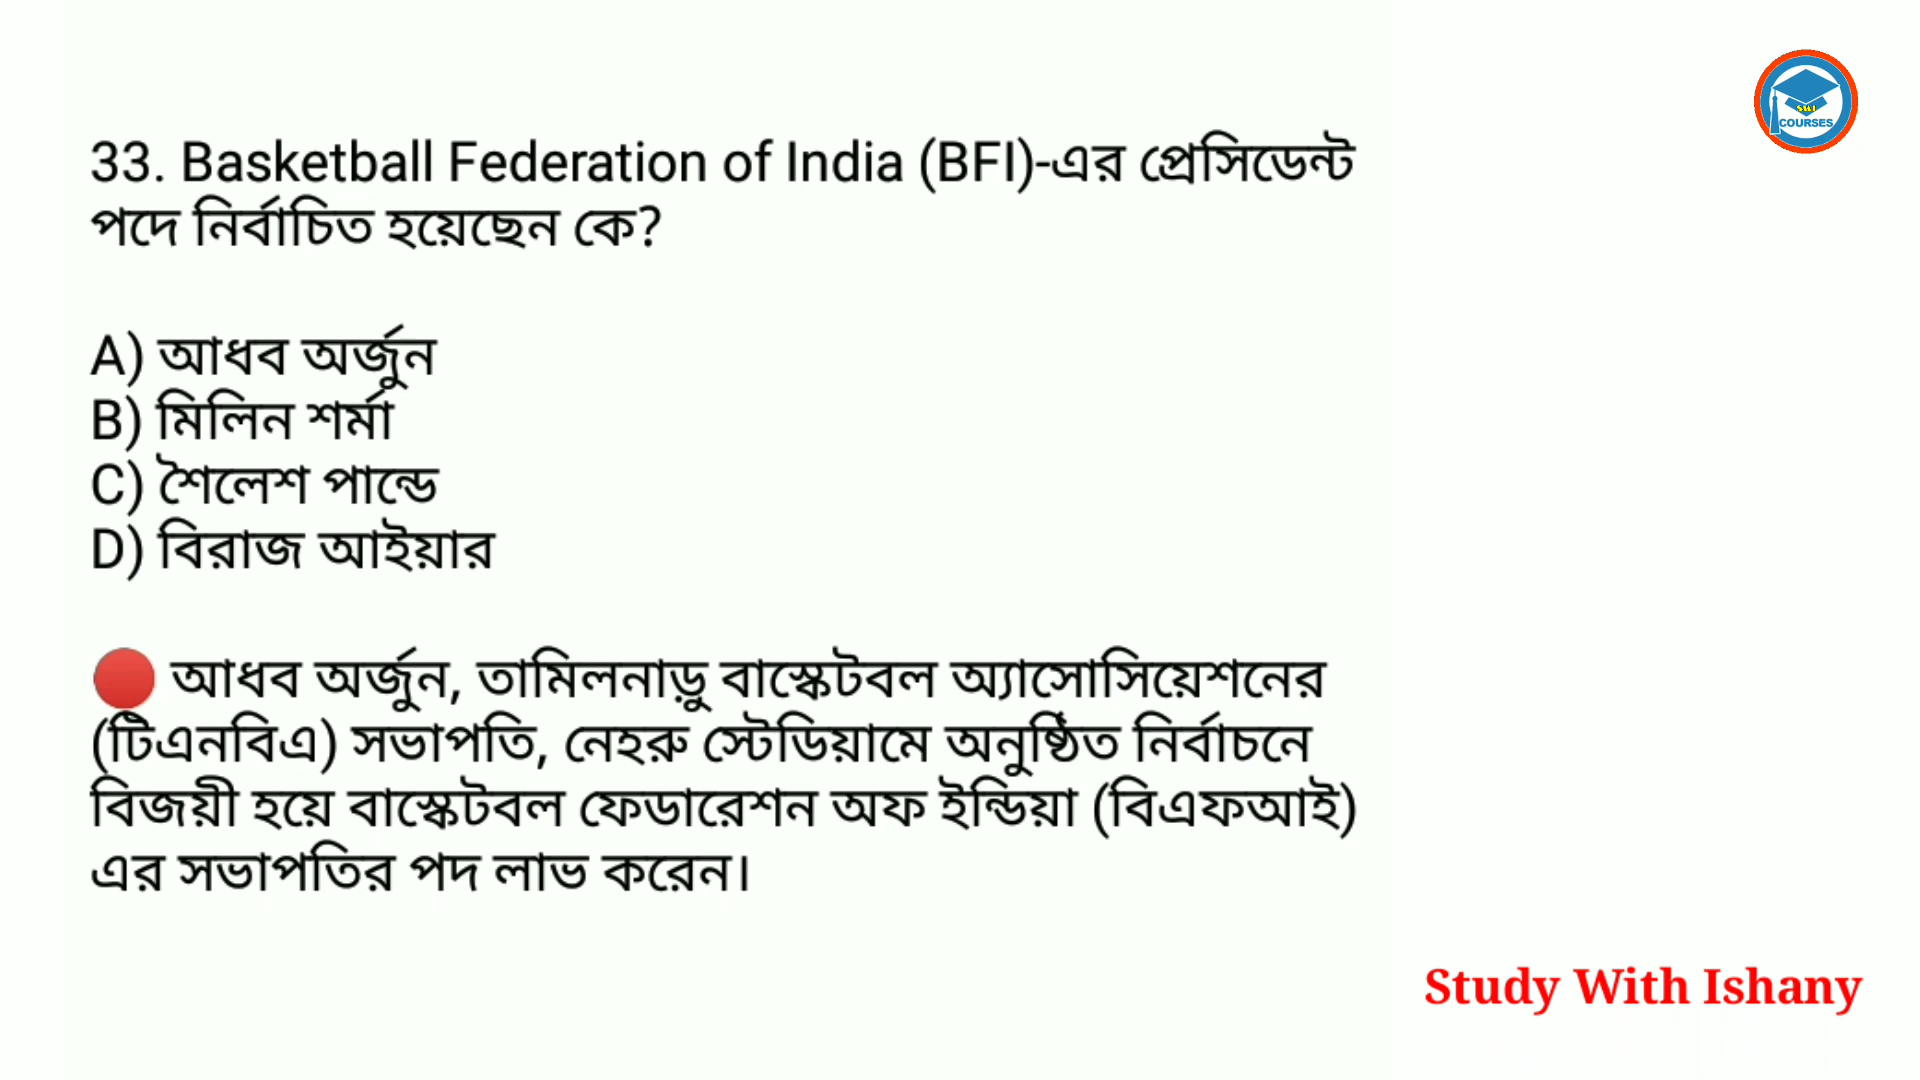 SWI
COURSES
33. Basketball Federation of India (BFI)-এর প্রেসিডেন্ট
পদে নির্বাচিত হয়েছেন কে?
A) আধব অর্জুন
B) মিলিন শর্মা
C) শৈলেশ পান্ডে
D) বিরাজ আইয়ার
🔴 আধব অর্জুন, তামিলনাড়ু বাস্কেটবল অ্যাসোসিয়েশনের
(টিএনবিএ) সভাপতি, নেহরু স্টেডিয়ামে অনুষ্ঠিত নির্বাচনে
বিজয়ী হয়ে বাস্কেটবল ফেডারেশন অফ ইন্ডিয়া (বিএফআই)
এর সভাপতির পদ লাভ করেন।
Study With Ishany